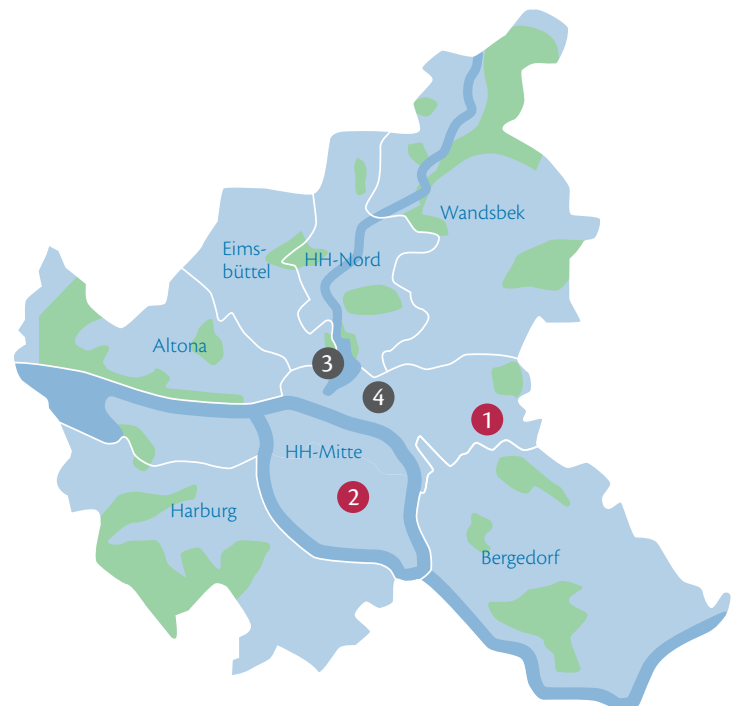 Wandsbek
Eims-
büttel
HH-Nord
Altona
3
4
1
HH-Mitte
2
Harburg
Bergedorf